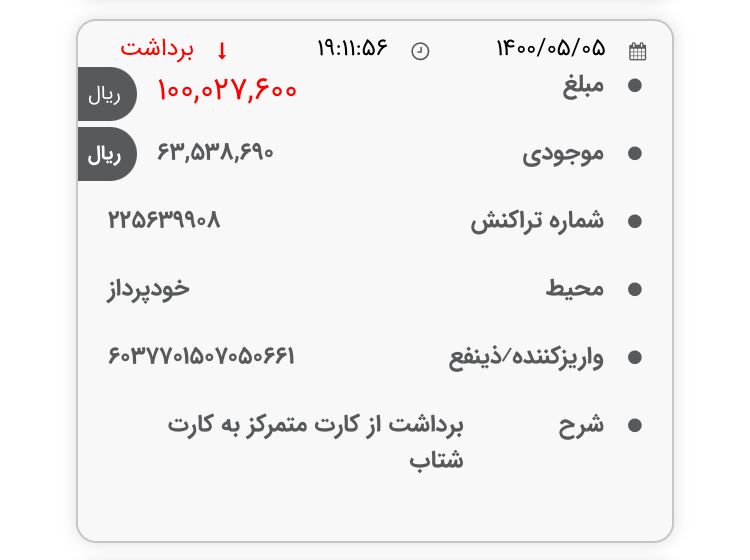 ۱۴۰۰/۰۵/۰۵ ۱۹:۱۱:۵۶ برداشت
مبلغ ۱۰۰,۰۲۷,۶۰۰ ریال
موجودی ۶۳,۵۳۸,۶۹۰ ریال
شماره تراکنش ۲۲۵۶۳۹۹۰۸
محیط خودپرداز
واریزکننده/ذینفع ۶۰۳۷۷۰۱۵۰۷۰۵۰۶۶۱
شرح برداشت از کارت متمرکز به کارت
شتاب